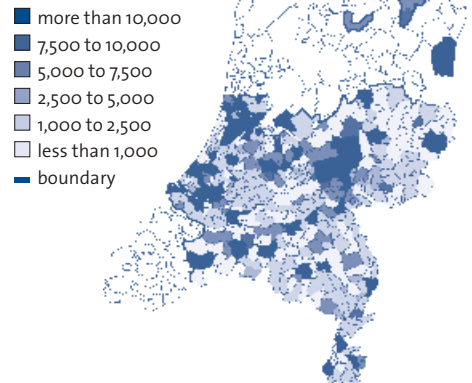 more than 10,000
7,500 to 10,000
5,000 to 7,500
2,500 to 5,000
1,000 to 2,500
less than 1,000
boundary